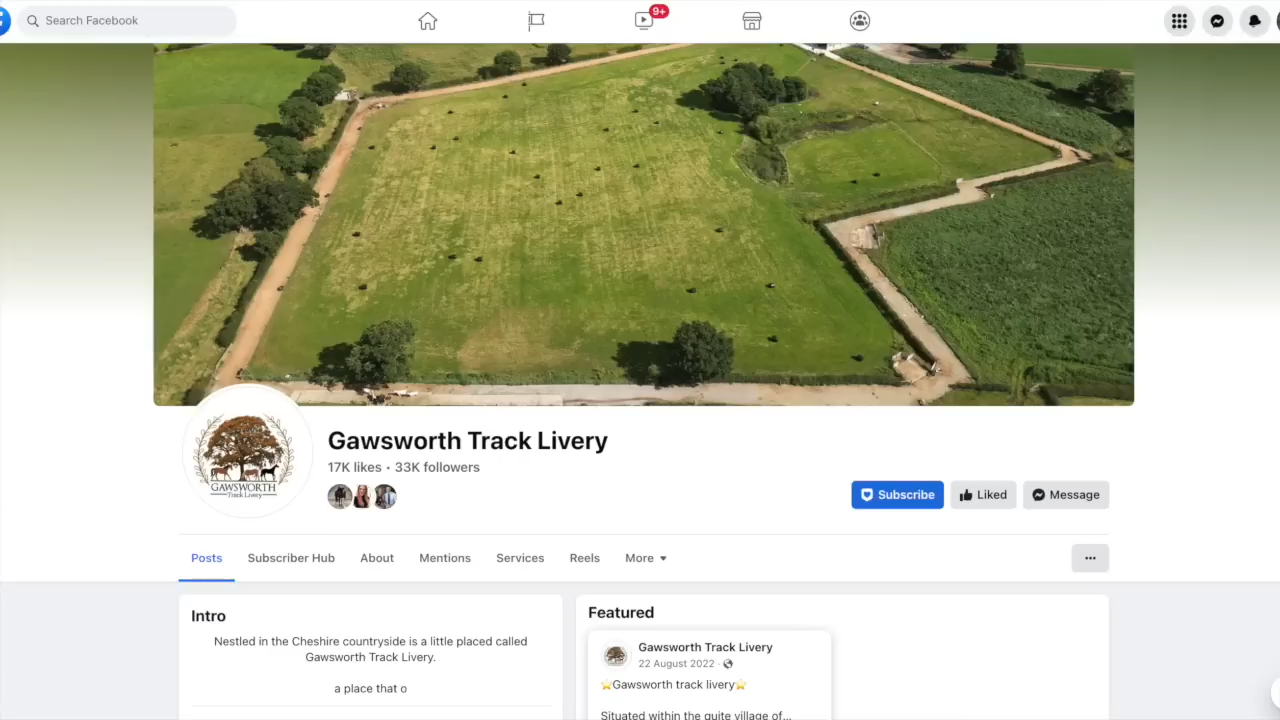 Search Facebook
9+
GAWSWORTH
Track Livery
Gawsworth Track Livery
17K likes • 33K followers
Subscribe
Liked
Message
Posts
Subscriber Hub
About
Mentions
Services
Reels
More
Intro
Nestled in the Cheshire countryside is a little placed called
Gawsworth Track Livery.
a place that o
Featured
Gawsworth Track Livery
22 August 2022 ·
⭐Gawsworth track livery⭐
Situated within the quite village of...